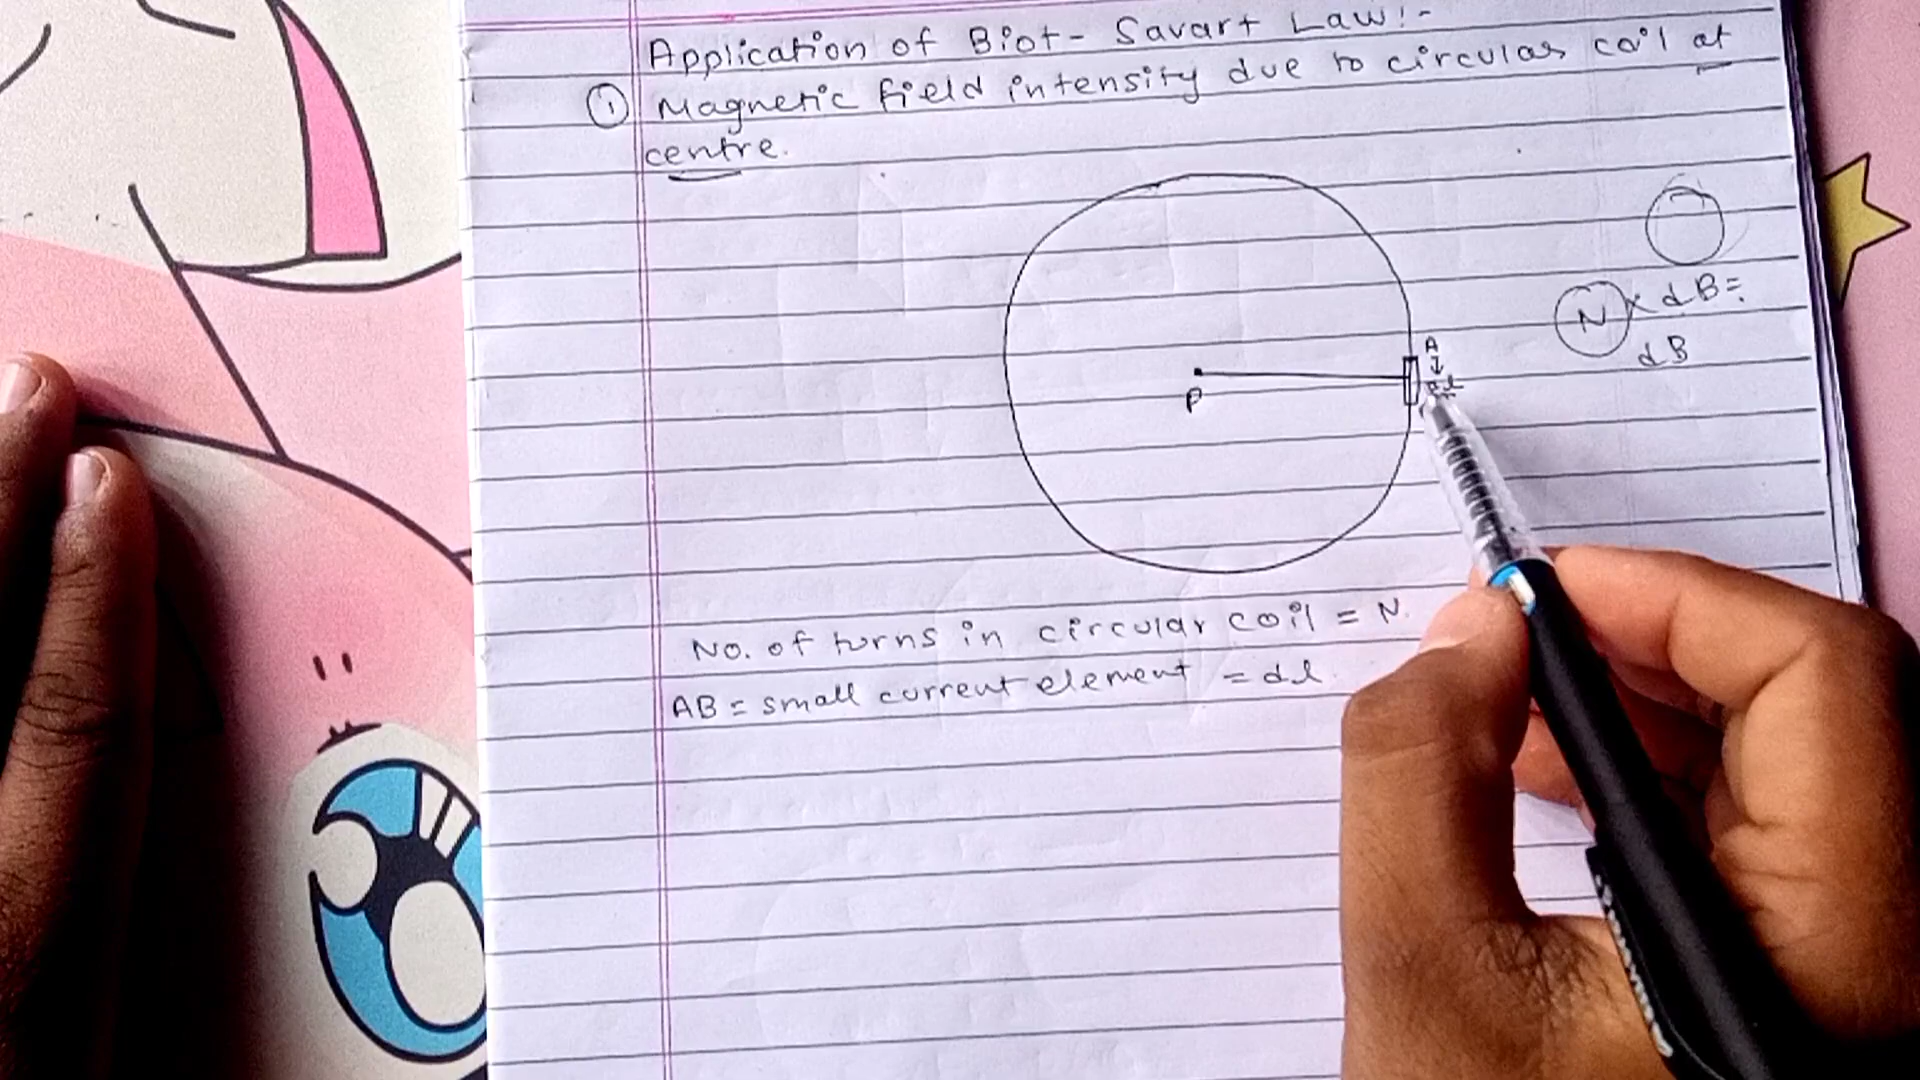 Application of Biot-Savart Law:-
① Magnetic field intensity due to circular coil at
centre.
N x dB=
dB
A
P
No. of turns in circular coil = N.
AB = small current element = dl.